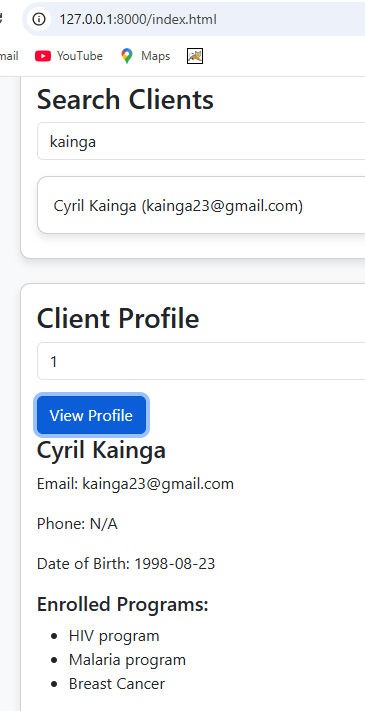 127.0.0.1:8000/index.html
mail YouTube Maps
Search Clients
kainga
Cyril Kainga (kainga23@gmail.com)
Client Profile
1
View Profile
Cyril Kainga
Email: kainga23@gmail.com
Phone: N/A
Date of Birth: 1998-08-23
Enrolled Programs:
• HIV program
• Malaria program
• Breast Cancer